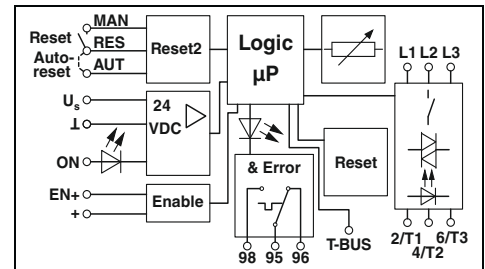 MAN
Reset
RES
Auto-
reset
AUT
Reset2
Logic
µP
L1 L2 L3
Us
⊥
24
VDC
ON
EN+
+
Enable
& Error
Reset
98 95 96
T-BUS
2/T1
4/T2
6/T3